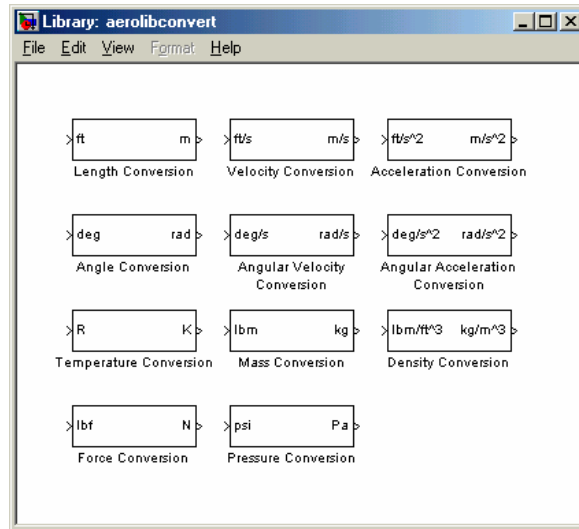 Library: aerolibconvert
File Edit View Format Help
ft m ft/s m/s ft/s^2 m/s^2
Length Conversion Velocity Conversion Acceleration Conversion
deg rad deg/s rad/s deg/s^2 rad/s^2
Angle Conversion Angular Velocity Conversion Angular Acceleration Conversion
R K lbm kg lbm/ft^3 kg/m^3
Temperature Conversion Mass Conversion Density Conversion
lbf N psi Pa
Force Conversion Pressure Conversion